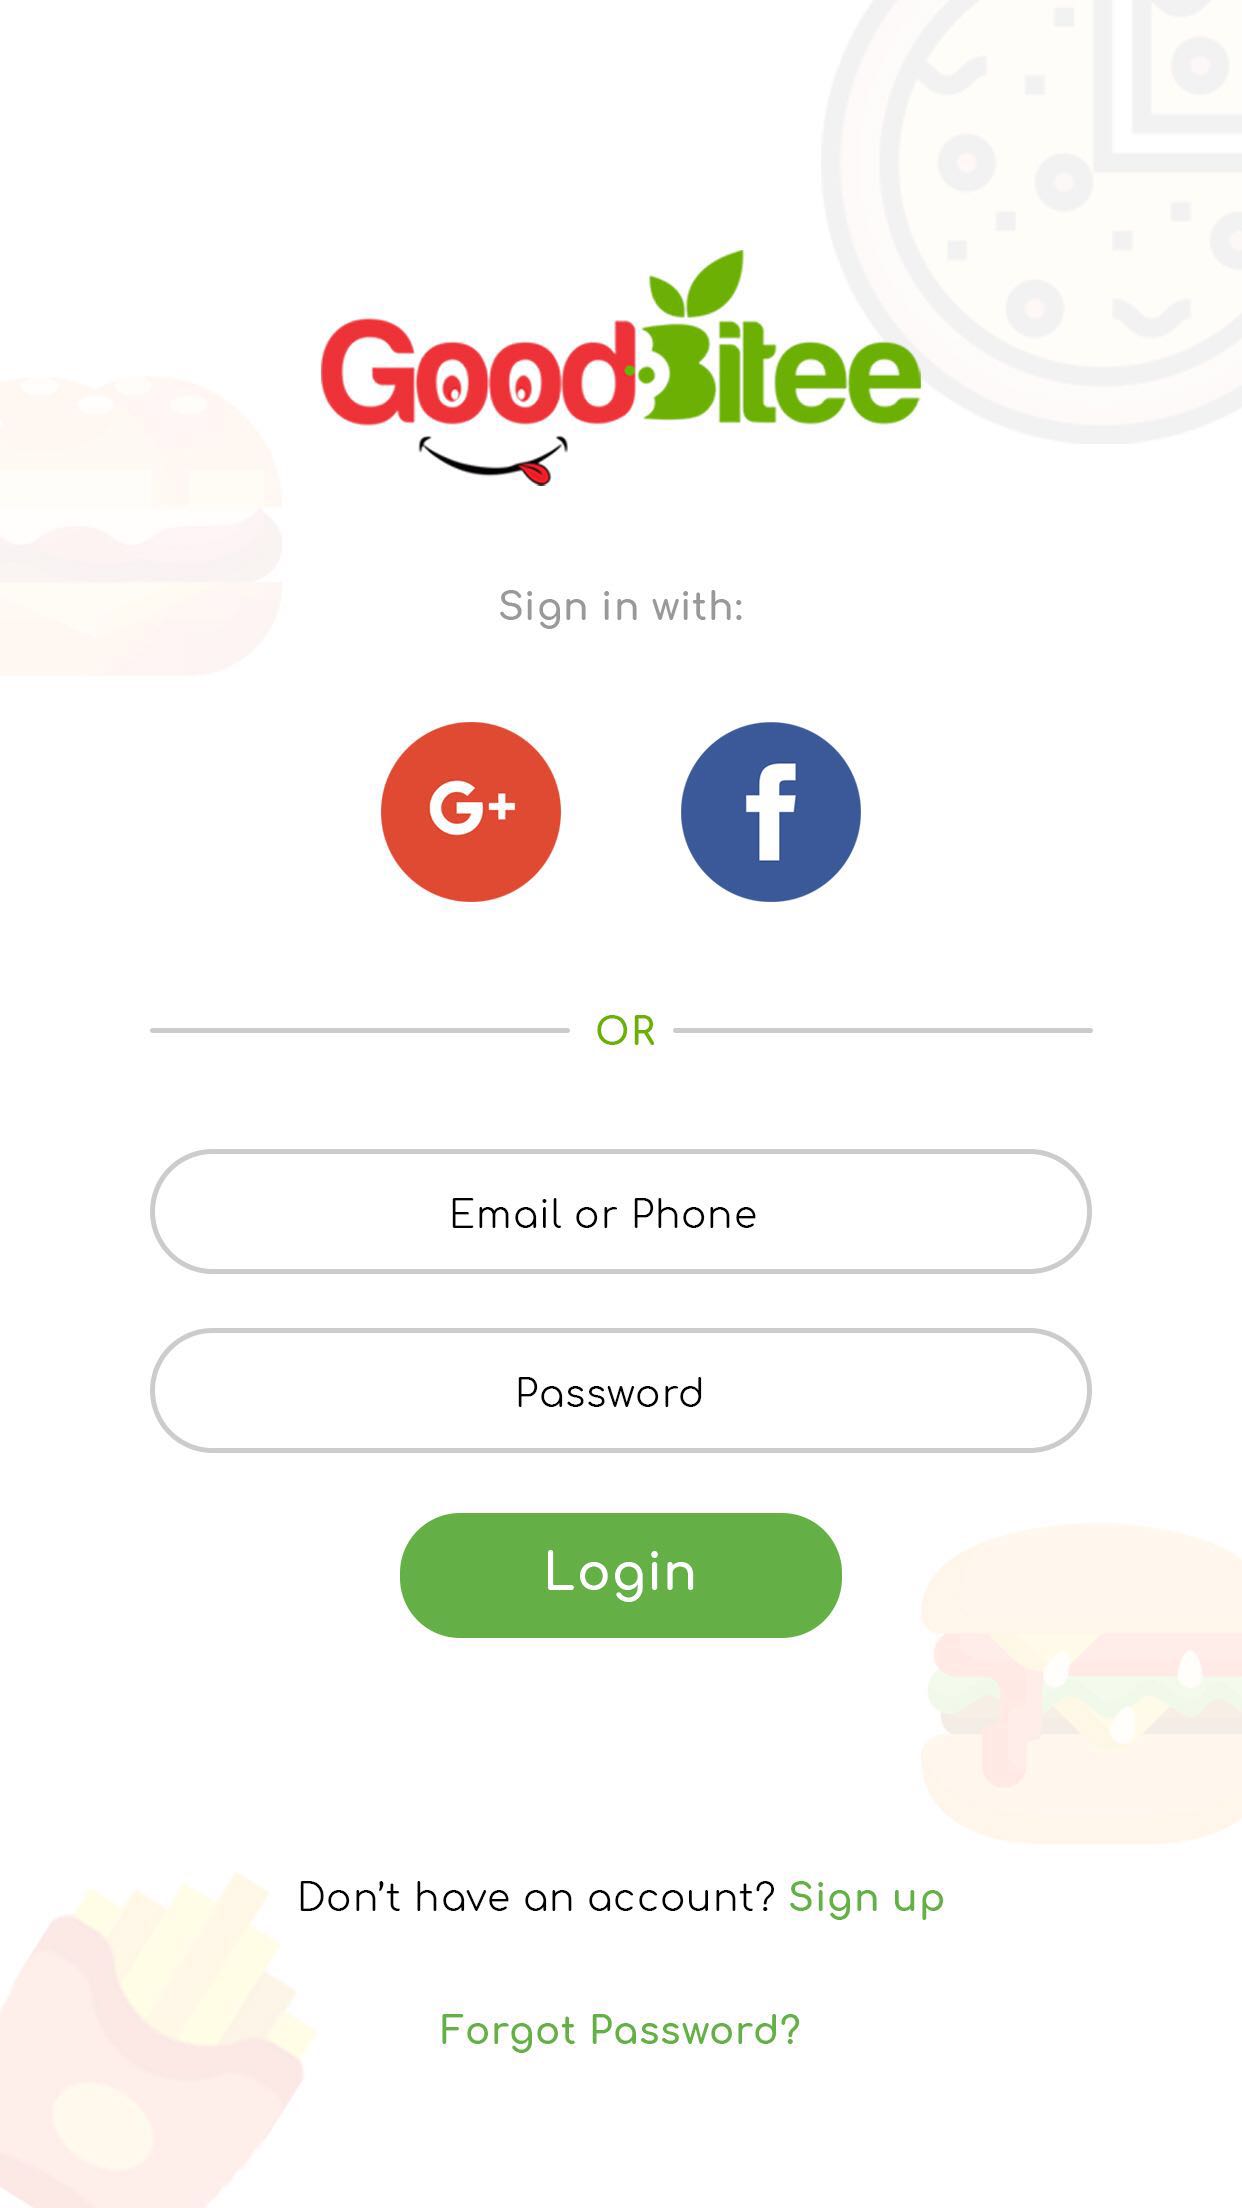 GoodBitee
Sign in with:
G+ f
OR
Email or Phone
Password
Login
Don’t have an account? Sign up
Forgot Password?